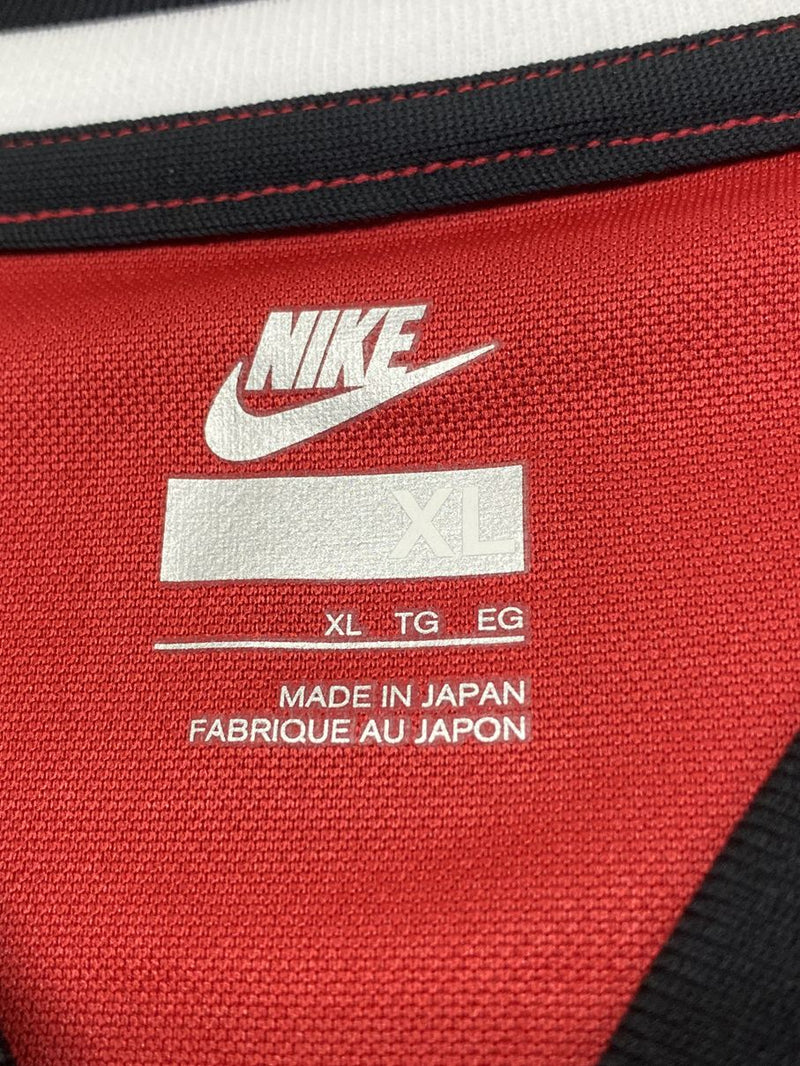 NIKE
XL
XL TG EG
MADE IN JAPAN
FABRIQUE AU JAPON